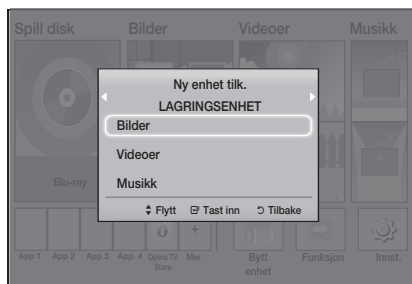 Spill disk Bilder Videoer Musikk
Ny enhet tilk.
LAGRINGSENHET
Bilder
Videoer
Musikk
Flytt Tast inn Tilbake
Blu-ray
App 1 App 2 App 3 App 4 Opera TV Store Mer Bytt enhet Funksjon Innst.